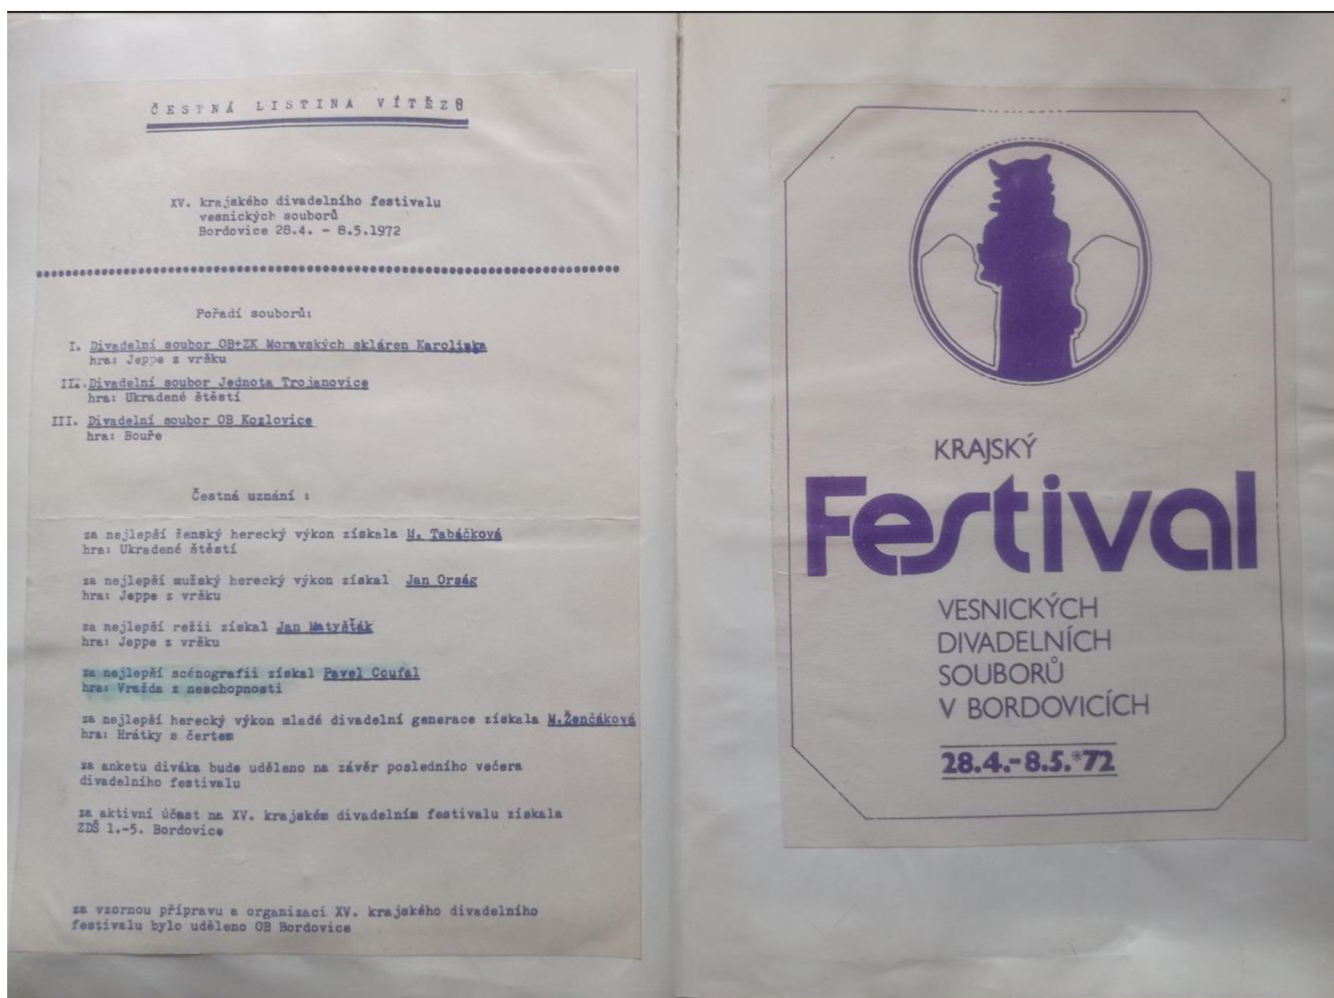 ČESTNÁ LISTINA VÍTĚZŮ
XV. krajského divadelního festivalu
vesnických souborů
Bordovice 28.4. - 8.5.1972
Pořadí souborů:
I. Divadelní soubor OB+ZK Moravských skláren Karolinka
hra: Jeppe z vršku
II. Divadelní soubor Jednota Trojanovice
hra: Ukradené štěstí
III. Divadelní soubor OB Kozlovice
hra: Bouře
Čestná uznání :
za nejlepší ženský herecký výkon získala M. Tabáčková
hra: Ukradené štěstí
za nejlepší mužský herecký výkon získal Jan Orság
hra: Jeppe z vršku
za nejlepší režii získal Jan Matyšťák
hra: Jeppe z vršku
za nejlepší scénografii získal Pavel Coufal
hra: Vražda z neschopnosti
za nejlepší herecký výkon mladé divadelní generace získala M.Ženčáková
hra: Hrátky s čertem
za anketu diváka bude uděleno na závěr posledního večera
divadelního festivalu
za aktivní účast na XV. krajském divadelním festivalu získala
ZDŠ 1.-5. Bordovice
za vzornou přípravu a organizaci XV. krajského divadelního
festivalu bylo uděleno OB Bordovice
KRAJSKÝ
Festival
VESNICKÝCH
DIVADELNÍCH
SOUBORŮ
V BORDOVICÍCH
28.4.-8.5.*72